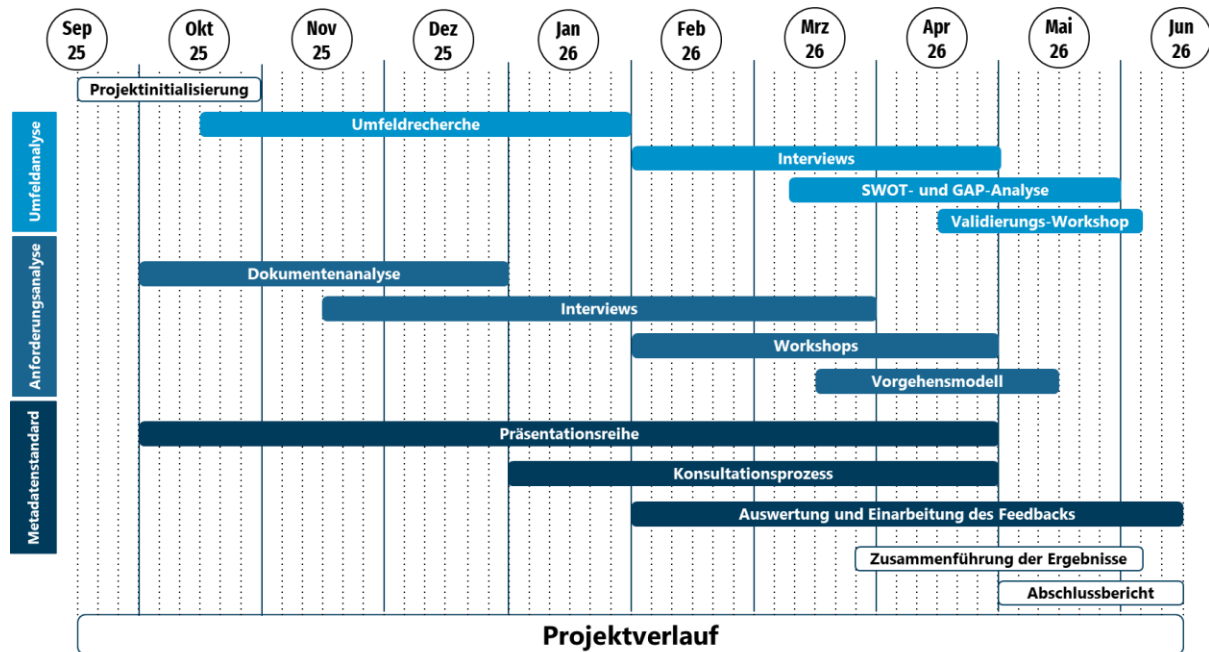 Sep
25
Okt
25
Nov
25
Dez
25
Jan
26
Feb
26
Mrz
26
Apr
26
Mai
26
Jun
26
Projektinitialisierung
Umfeldanalyse
Umfeldrecherche
Interviews
SWOT- und GAP-Analyse
Validierungs-Workshop
Anforderungsanalyse
Dokumentenanalyse
Interviews
Workshops
Vorgehensmodell
Metadatenstandard
Präsentationsreihe
Konsultationsprozess
Auswertung und Einarbeitung des Feedbacks
Zusammenführung der Ergebnisse
Abschlussbericht
Projektverlauf